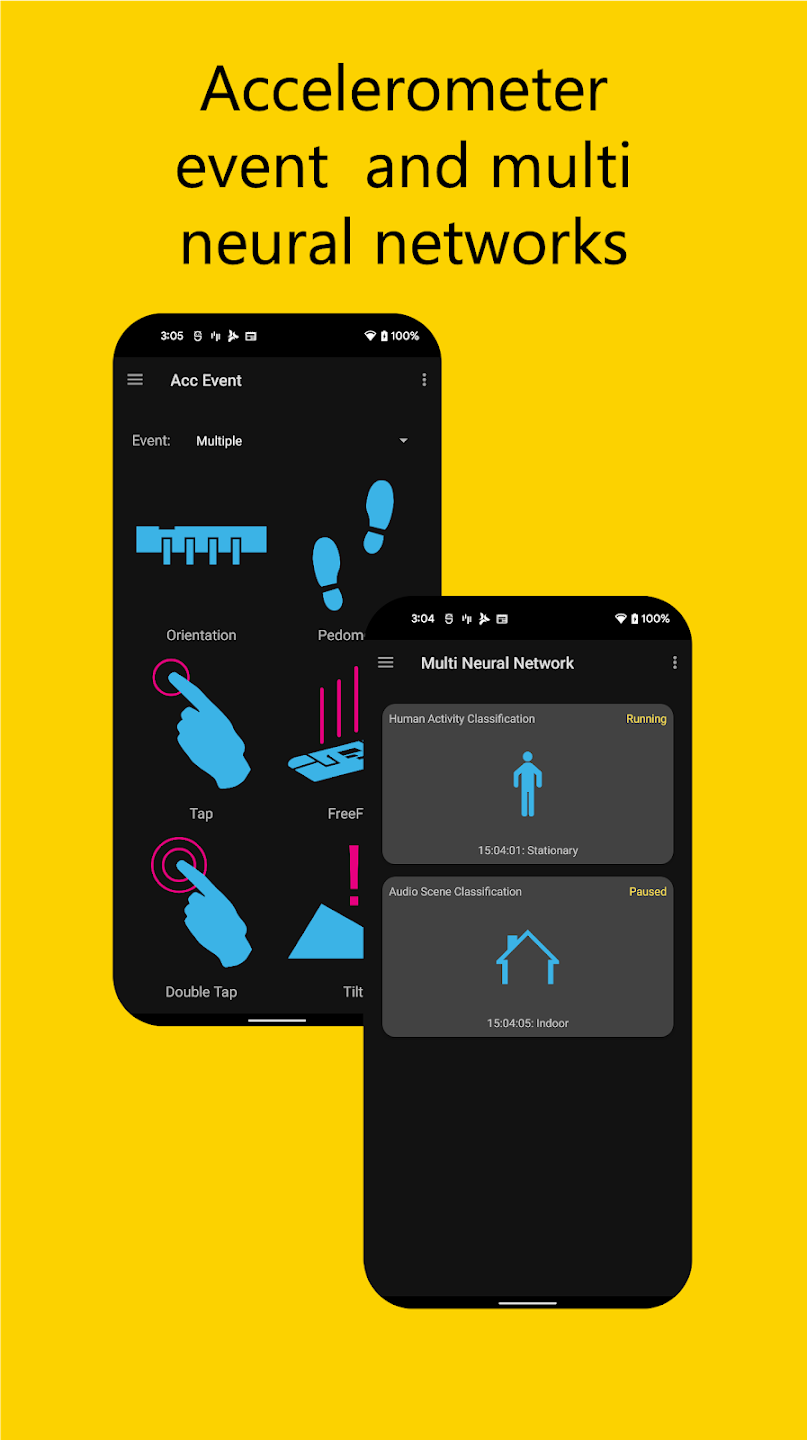 Accelerometer
event and multi
neural networks
3:05
100%
Acc Event
Event: Multiple
Orientation
Tap
Double Tap
Tilt
3:04
100%
Multi Neural Network
Human Activity Classification
Running
15:04:01: Stationary
Audio Scene Classification
Paused
15:04:05: Indoor